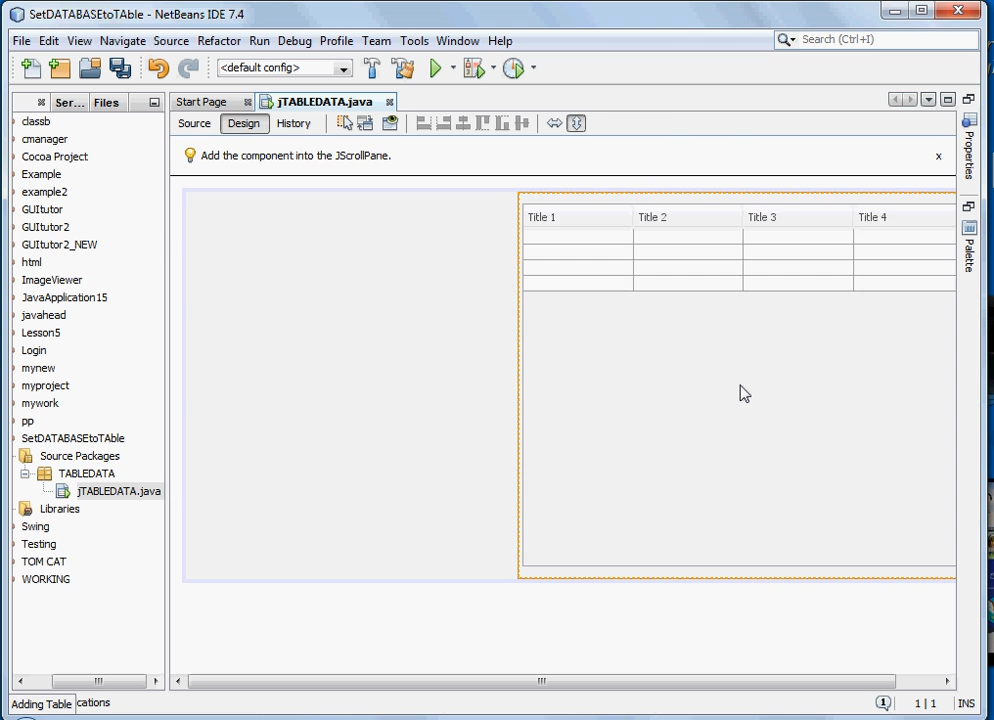 SetDATABASEtoTAble - NetBeans IDE 7.4
File Edit View Navigate Source Refactor Run Debug Profile Team Tools Window Help
Search (Ctrl+I)
<default config>
Ser... Files
Start Page jTABLEDATA.java
Source Design History
Add the component into the JScrollPane.
x
classb
cmanager
Cocoa Project
Example
example2
GUItutor
GUItutor2
GUItutor2_NEW
html
ImageViewer
JavaApplication15
javahead
Lesson5
Login
mynew
myproject
mywork
pp
SetDATABASEtoTAble
Source Packages
TABLEDATA
jTABLEDATA.java
Libraries
Swing
Testing
TOM CAT
WORKING
Title 1 Title 2 Title 3 Title 4
Properties
Palette
Adding Table cations
1 1 | 1 INS